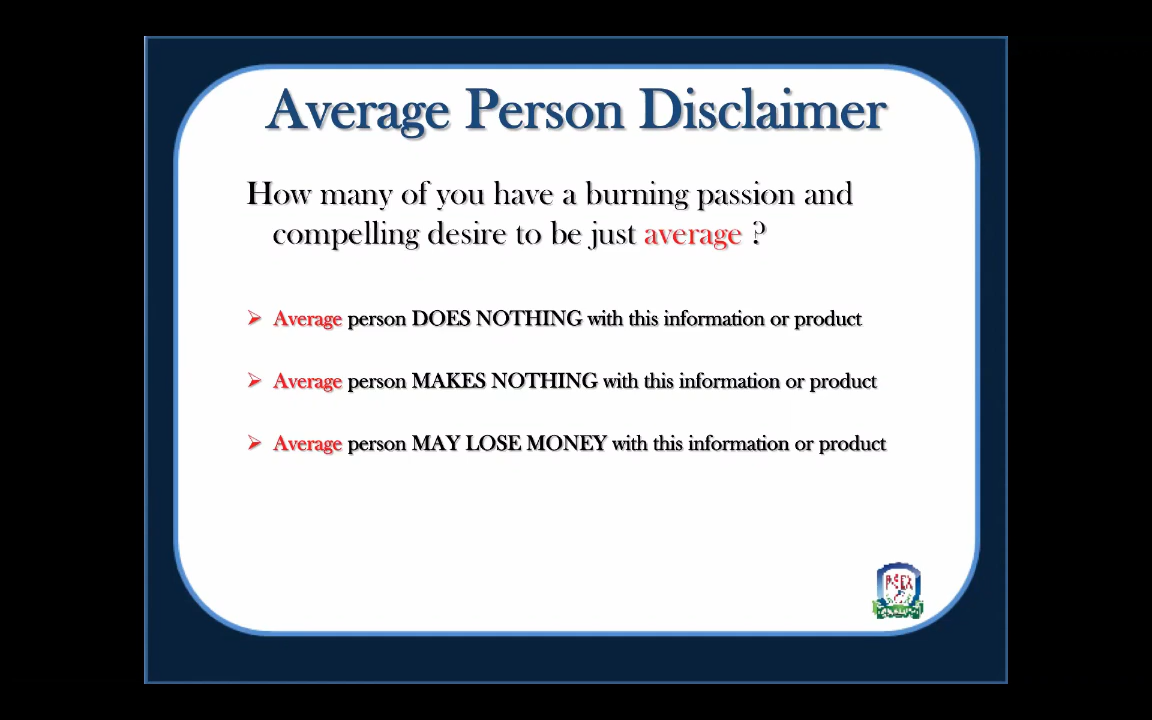 Average Person Disclaimer
How many of you have a burning passion and
compelling desire to be just average ?
Average person DOES NOTHING with this information or product
Average person MAKES NOTHING with this information or product
Average person MAY LOSE MONEY with this information or product